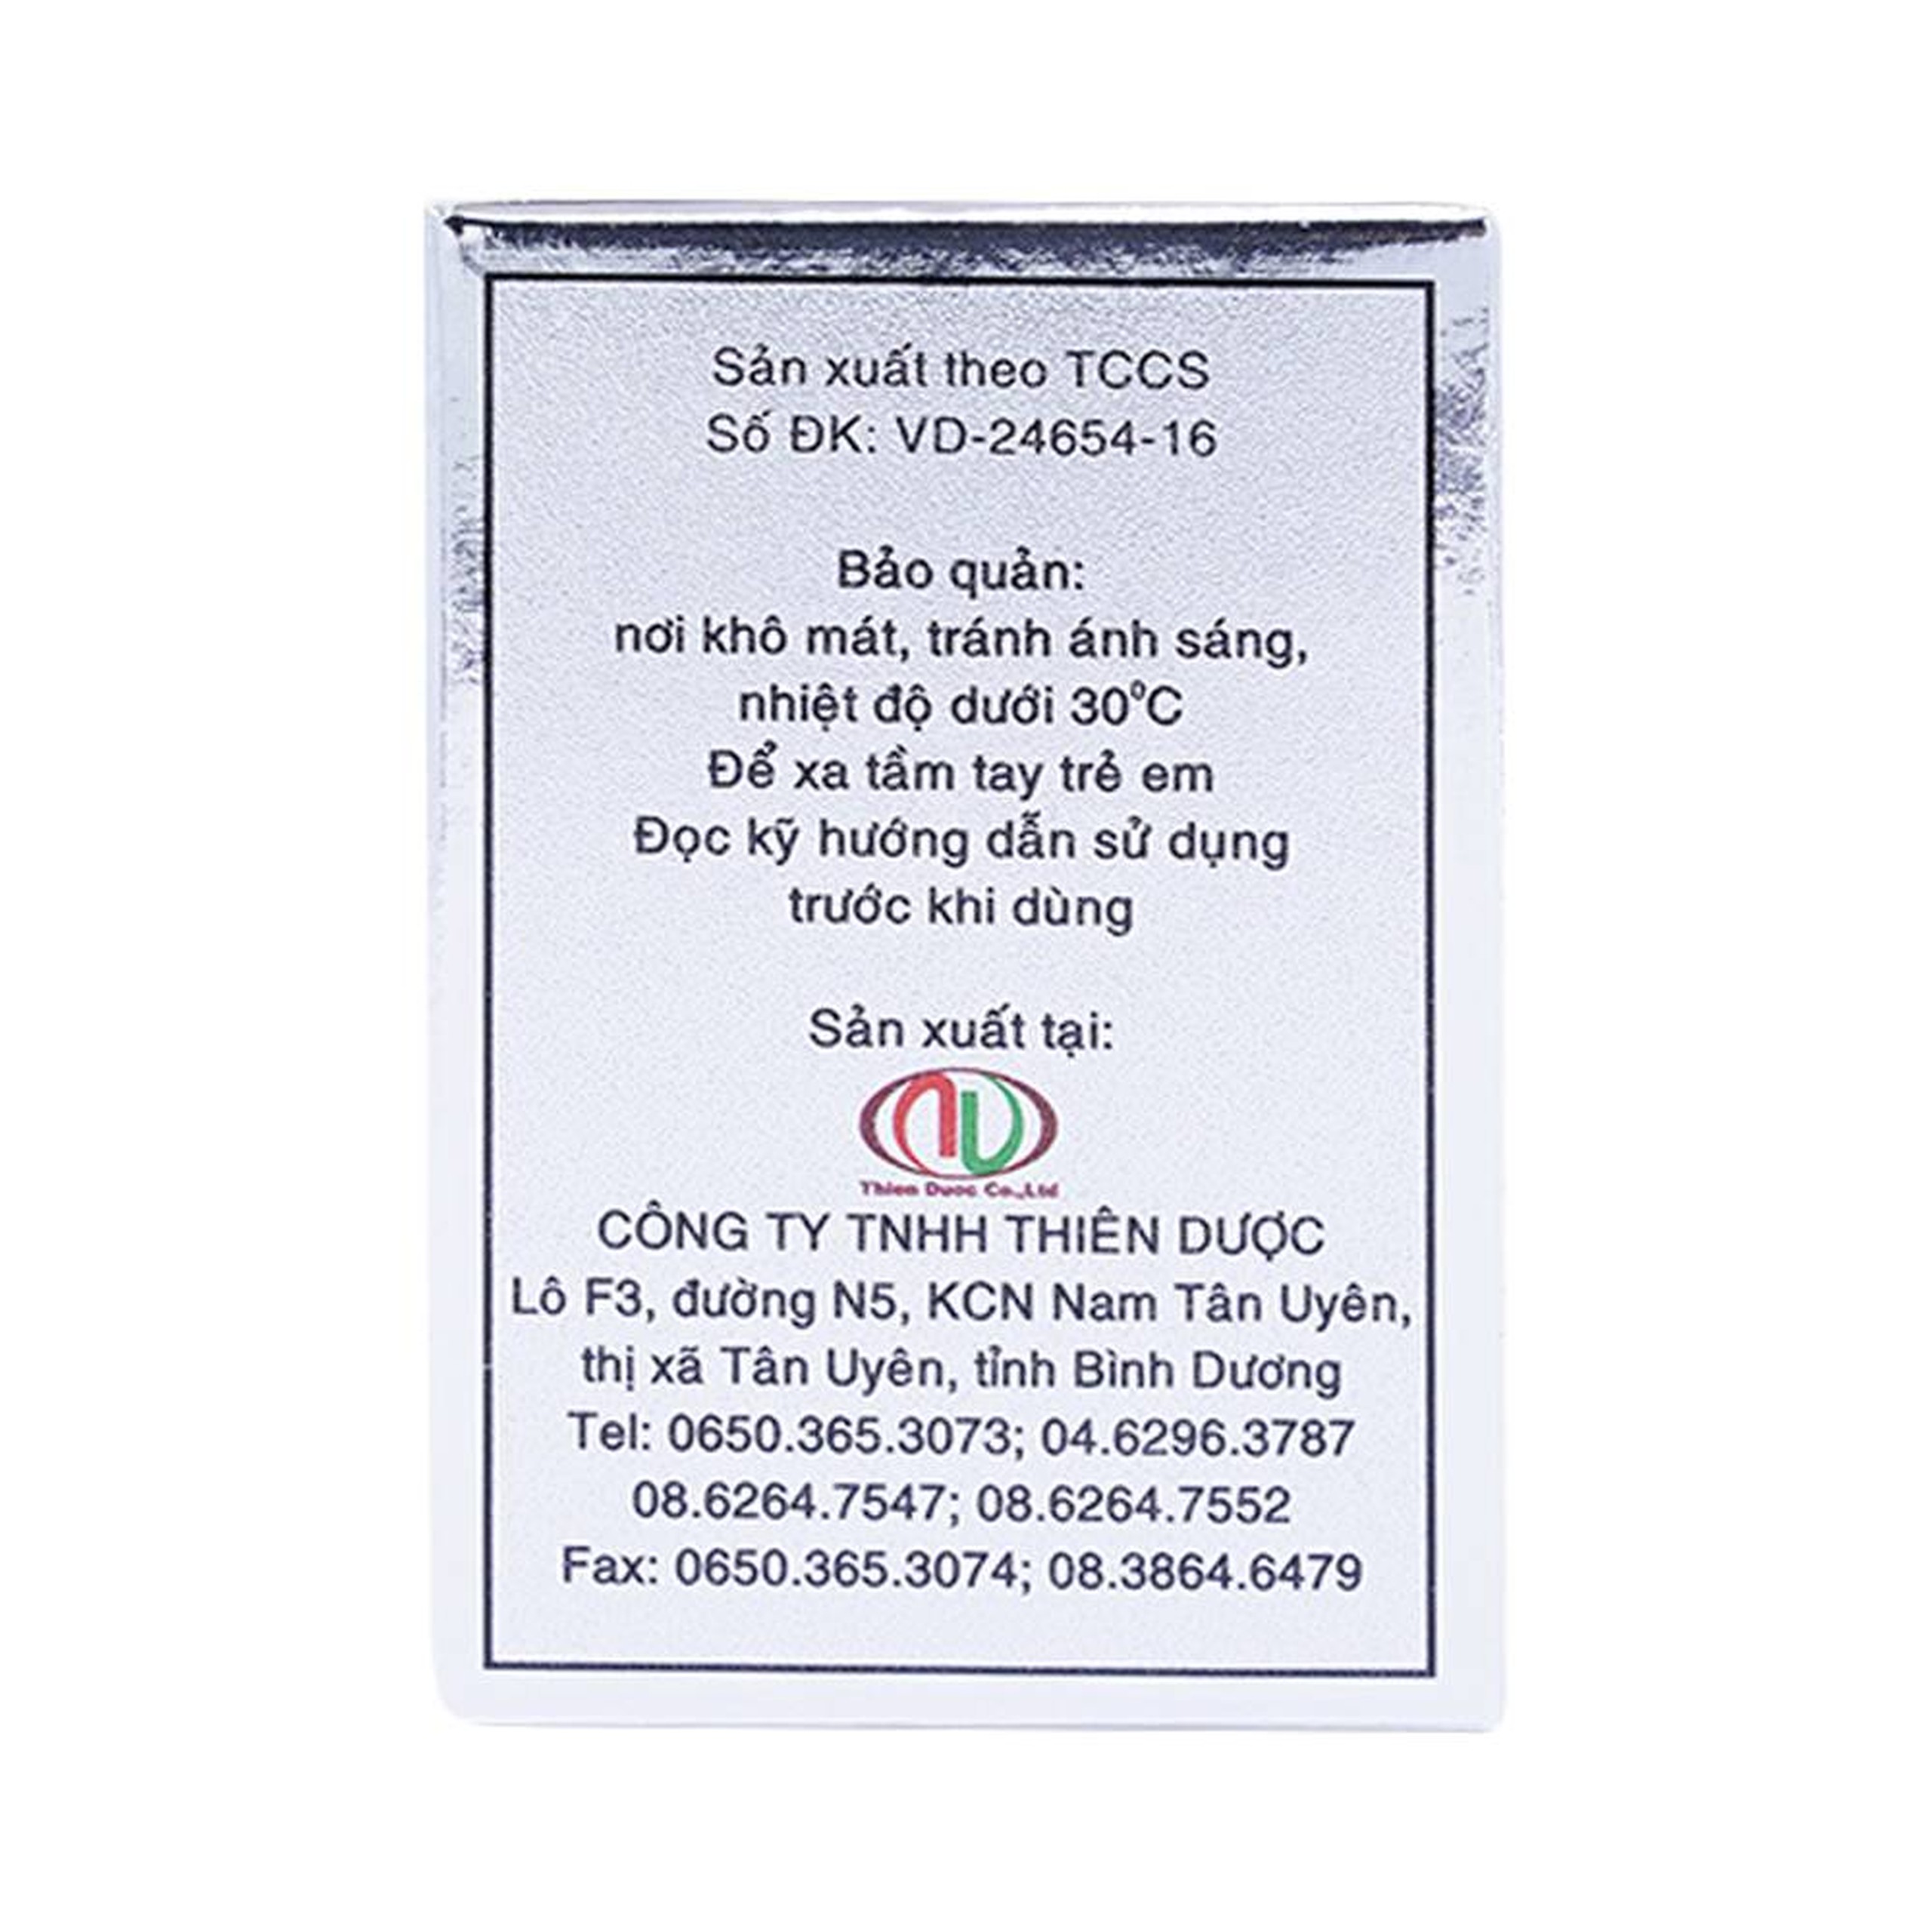 Sản xuất theo TCCS
Số ĐK: VD-24654-16
Bảo quản:
nơi khô mát, tránh ánh sáng,
nhiệt độ dưới 30⁰C
Để xa tầm tay trẻ em
Đọc kỹ hướng dẫn sử dụng
trước khi dùng
Sản xuất tại:
Thien Duoc Co.,Ltd
CÔNG TY TNHH THIÊN DƯỢC
Lô F3, đường N5, KCN Nam Tân Uyên,
thị xã Tân Uyên, tỉnh Bình Dương
Tel: 0650.365.3073; 04.6296.3787
08.6264.7547; 08.6264.7552
Fax: 0650.365.3074; 08.3864.6479